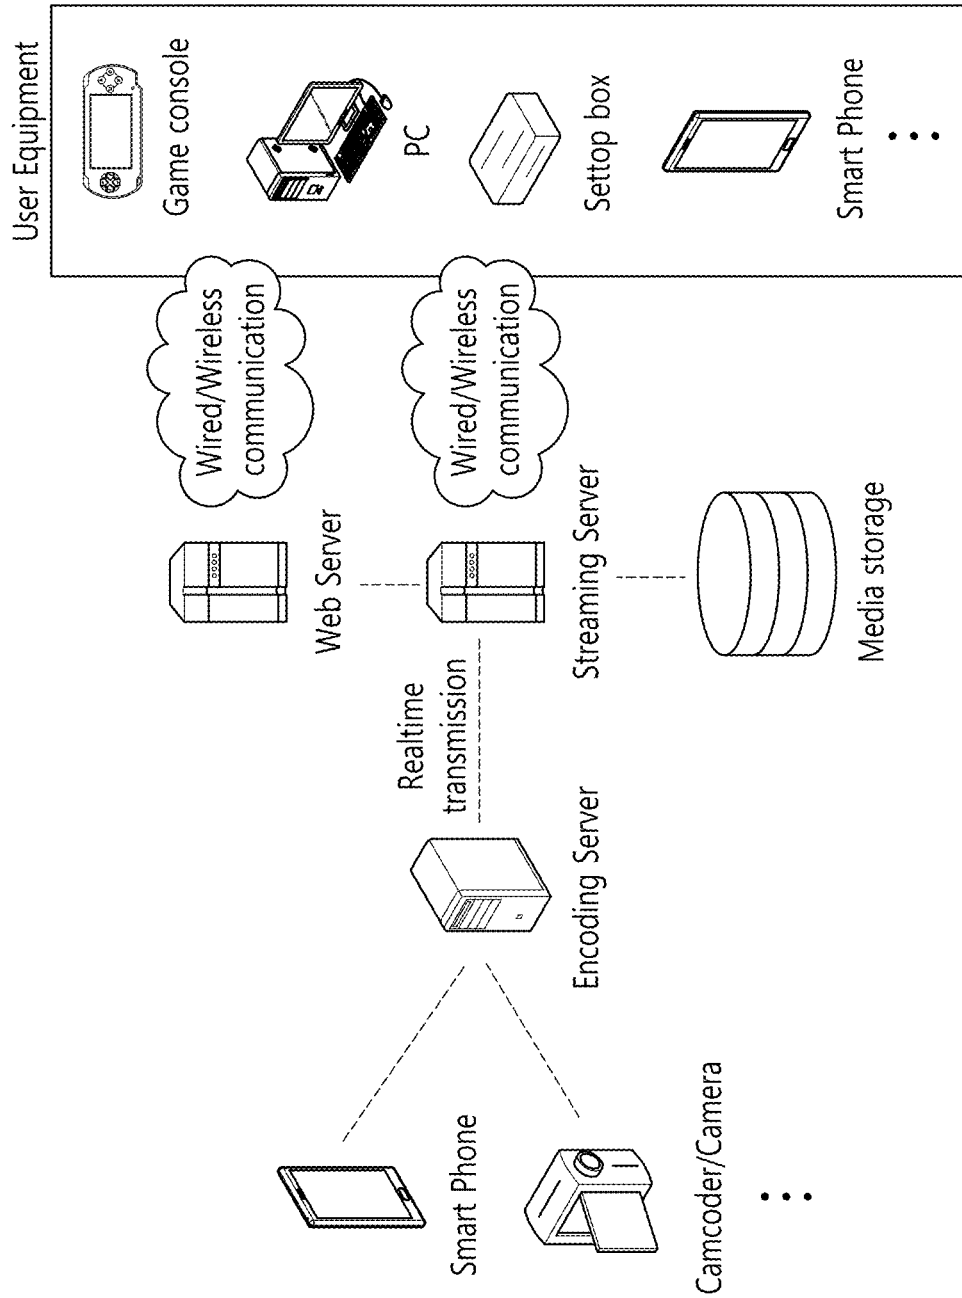 Smart Phone
Camcoder/Camera
Encoding Server
Realtime
transmission
Web Server
Streaming Server
Media storage
Wired/Wireless
communication
Wired/Wireless
communication
User Equipment
Game console
PC
Settop box
Smart Phone